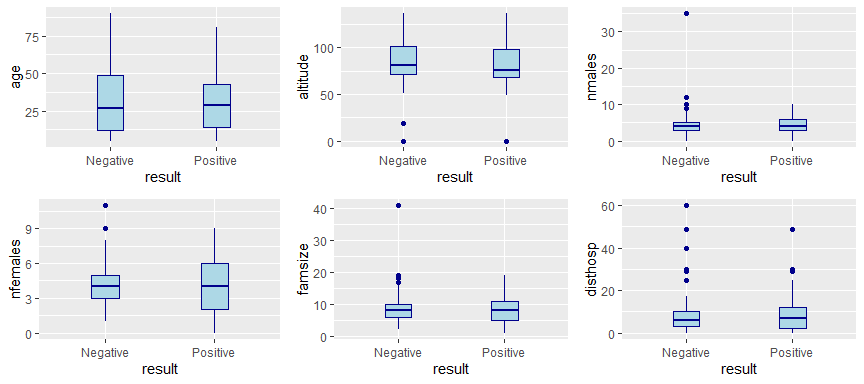 age
75
50
25
Negative Positive
result
altitude
100
50
0
Negative Positive
result
nmales
30
20
10
0
Negative Positive
result
nfemales
9
6
3
0
Negative Positive
result
famsize
40
30
20
10
0
Negative Positive
result
disthosp
60
40
20
0
Negative Positive
result